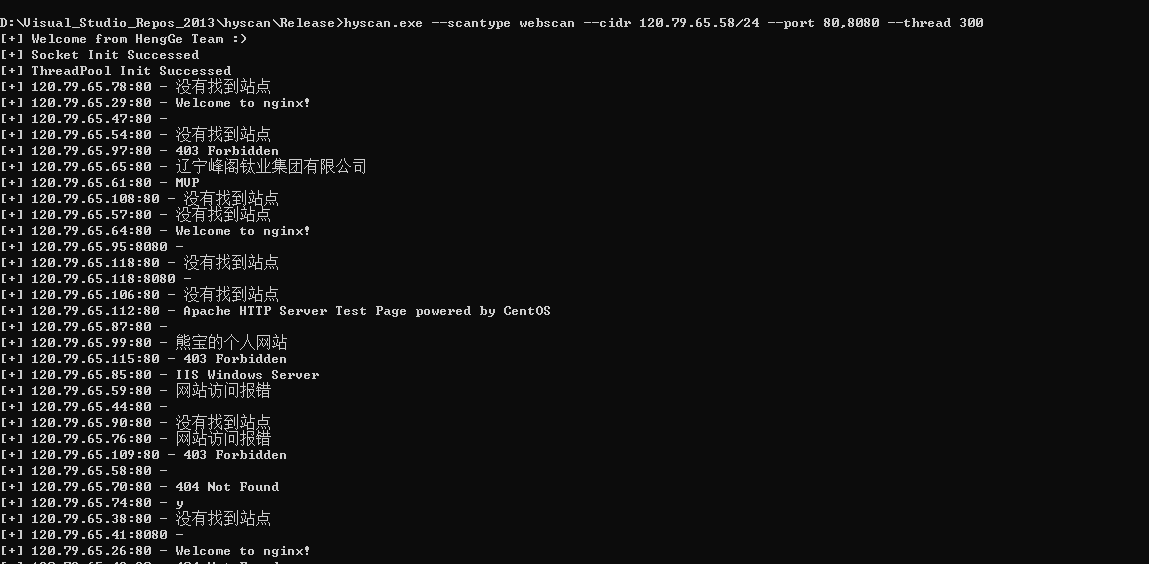 D:\Visual_Studio_Repos_2013\hyscan\Release>hyscan.exe --scantype webscan --cidr 120.79.65.58/24 --port 80,8080 --thread 300
[+] Welcome from HengGe Team :)
[+] Socket Init Successed
[+] ThreadPool Init Successed
[+] 120.79.65.78:80 - 没有找到站点
[+] 120.79.65.29:80 - Welcome to nginx!
[+] 120.79.65.47:80 -
[+] 120.79.65.54:80 - 没有找到站点
[+] 120.79.65.97:80 - 403 Forbidden
[+] 120.79.65.65:80 - 辽宁峰阁钛业集团有限公司
[+] 120.79.65.61:80 - MVP
[+] 120.79.65.108:80 - 没有找到站点
[+] 120.79.65.57:80 - 没有找到站点
[+] 120.79.65.64:80 - Welcome to nginx!
[+] 120.79.65.95:8080 -
[+] 120.79.65.118:80 - 没有找到站点
[+] 120.79.65.118:8080 -
[+] 120.79.65.106:80 - 没有找到站点
[+] 120.79.65.112:80 - Apache HTTP Server Test Page powered by CentOS
[+] 120.79.65.87:80 -
[+] 120.79.65.99:80 - 熊宝的个人网站
[+] 120.79.65.115:80 - 403 Forbidden
[+] 120.79.65.85:80 - IIS Windows Server
[+] 120.79.65.59:80 - 网站访问报错
[+] 120.79.65.44:80 -
[+] 120.79.65.90:80 - 没有找到站点
[+] 120.79.65.76:80 - 网站访问报错
[+] 120.79.65.109:80 - 403 Forbidden
[+] 120.79.65.58:80 -
[+] 120.79.65.70:80 - 404 Not Found
[+] 120.79.65.74:80 - y
[+] 120.79.65.38:80 - 没有找到站点
[+] 120.79.65.41:8080 -
[+] 120.79.65.26:80 - Welcome to nginx!